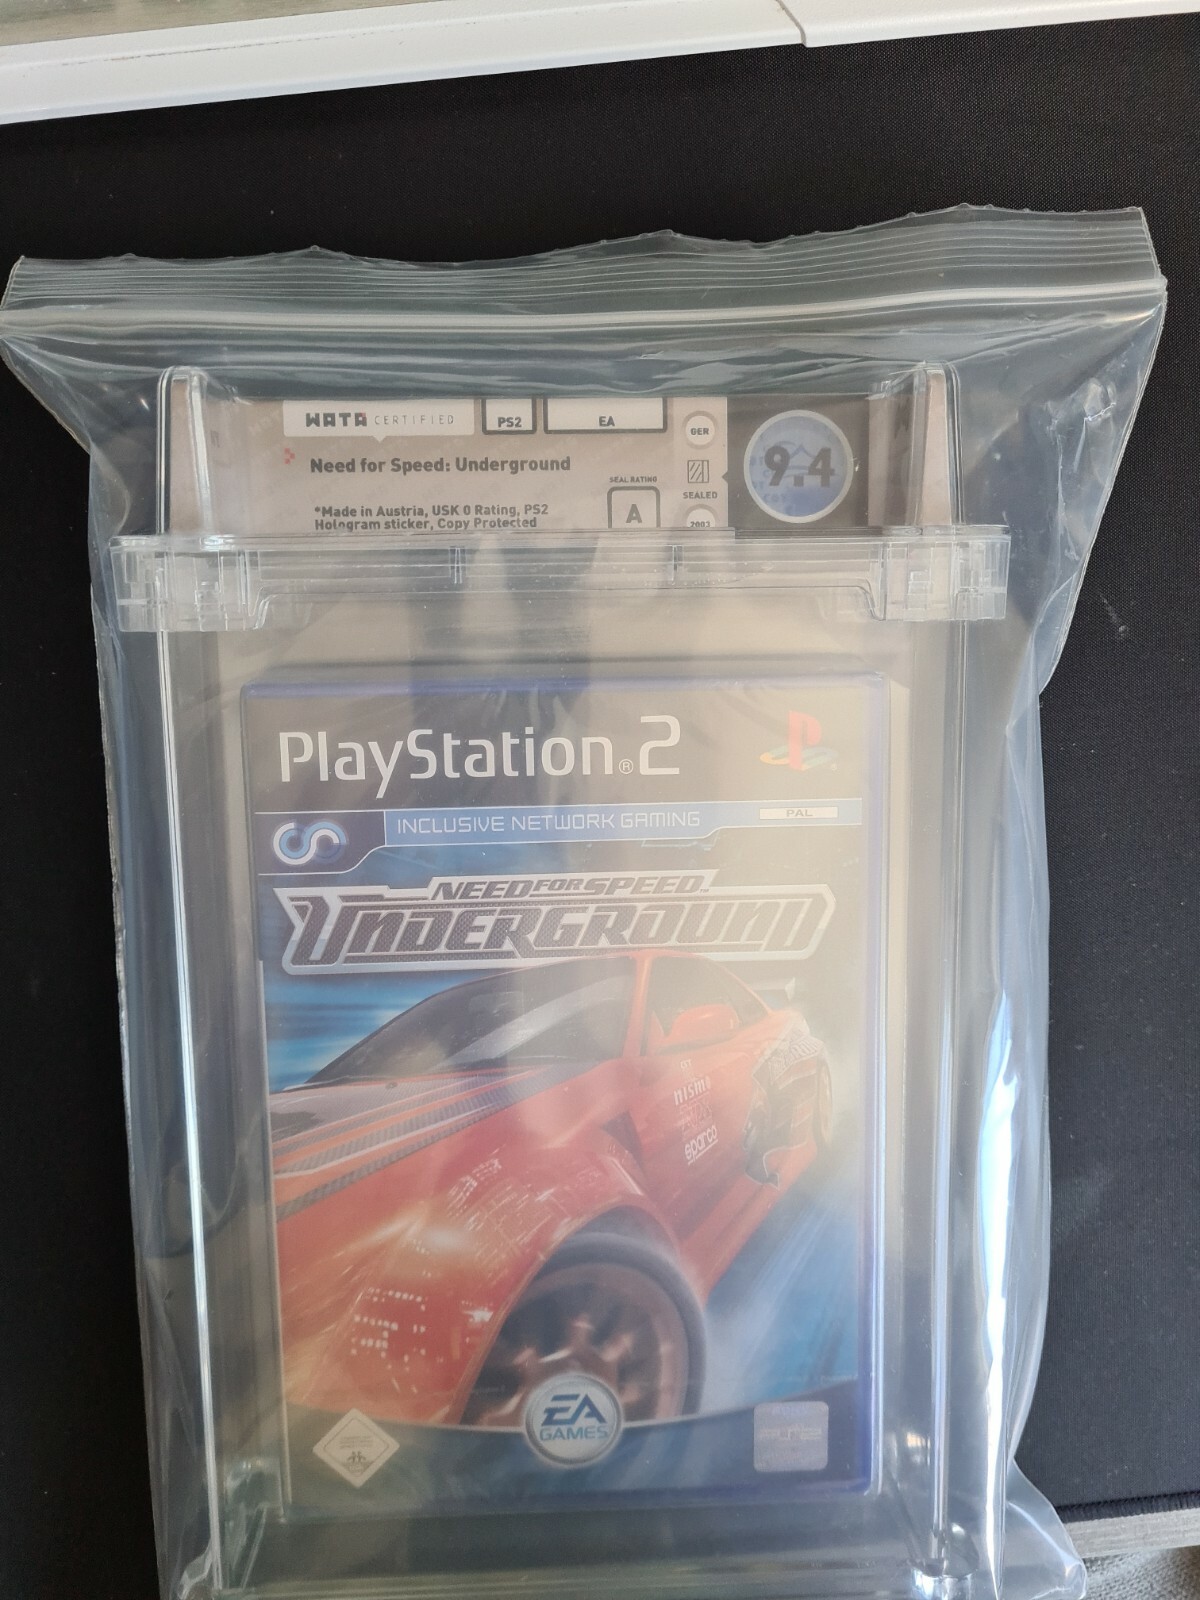 WATA CERTIFIED
PS2
EA
GER
Need for Speed: Underground
9.4
SEAL RATING
A
SEALED
*Made in Austria, USK 0 Rating, PS2
Hologram sticker, Copy Protected
2003
PlayStation®2
INCLUSIVE NETWORK GAMING
PAL
NEED FOR SPEED™
UNDERGROUND
nismo
sparco
EA
GAMES
PS2